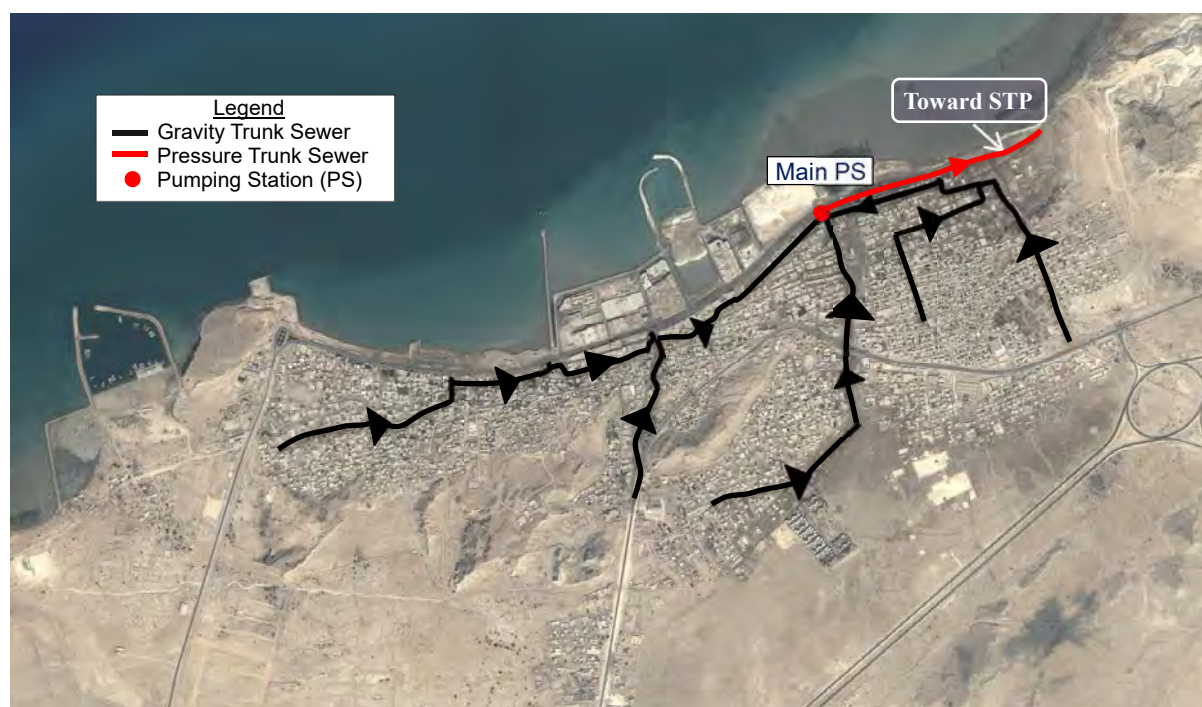 Legend
Gravity Trunk Sewer
Pressure Trunk Sewer
Pumping Station (PS)
Toward STP
Main PS